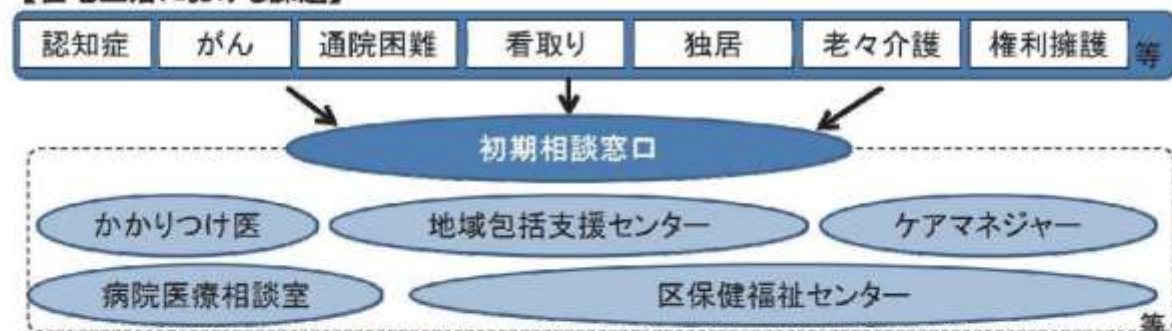 認知症 がん 通院困難 看取り 独居 老々介護 権利擁護 等
初期相談窓口
かかりつけ医 地域包括支援センター ケアマネジャー
病院医療相談室 区保健福祉センター
等